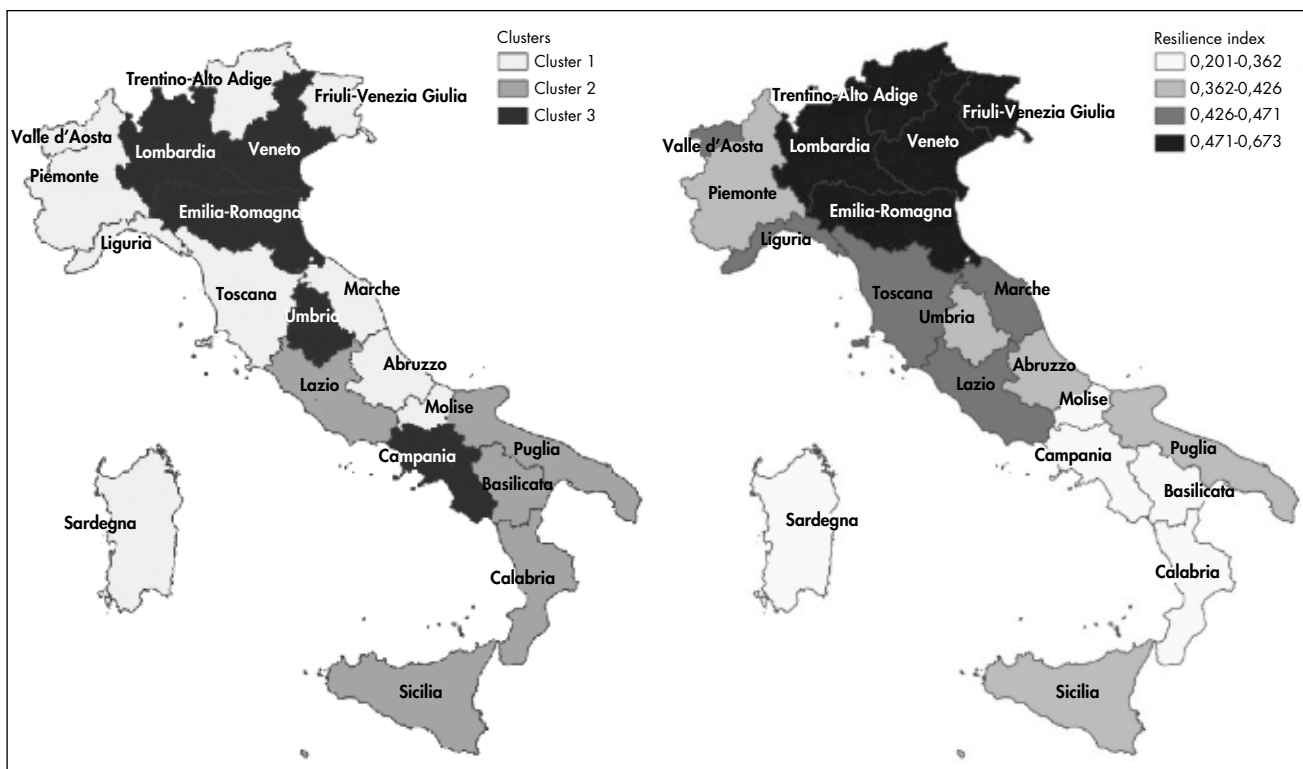 Clusters
Cluster 1
Cluster 2
Cluster 3
Trentino-Alto Adige
Friuli-Venezia Giulia
Valle d'Aosta
Lombardia
Veneto
Piemonte
Emilia-Romagna
Liguria
Toscana
Marche
Umbria
Abruzzo
Lazio
Molise
Campania
Puglia
Basilicata
Sardegna
Calabria
Sicilia
Resilience index
0,201-0,362
0,362-0,426
0,426-0,471
0,471-0,673
Trentino-Alto Adige
Friuli-Venezia Giulia
Valle d'Aosta
Lombardia
Veneto
Piemonte
Emilia-Romagna
Liguria
Toscana
Marche
Umbria
Abruzzo
Lazio
Molise
Campania
Puglia
Basilicata
Sardegna
Calabria
Sicilia